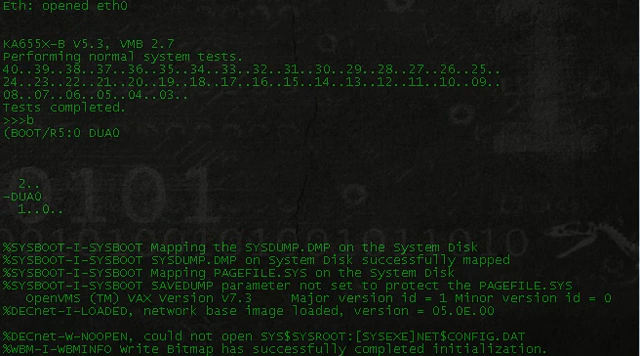 Eth: opened eth0
KA655X-B V5.3, VMB 2.7
Performing normal system tests.
40..39..38..37..36..35..34..33..32..31..30..29..28..27..26..25..
24..23..22..21..20..19..18..17..16..15..14..13..12..11..10..09..
08..07..06..05..04..03..
Tests completed.
>>>b
(BOOT/R5:0 DUA0
2..
-DUA0
1..0..
%SYSBOOT-I-SYSBOOT Mapping the SYSDUMP.DMP on the System Disk
%SYSBOOT-I-SYSBOOT SYSDUMP.DMP on System Disk successfully mapped
%SYSBOOT-I-SYSBOOT Mapping PAGEFILE.SYS on the System Disk
%SYSBOOT-I-SYSBOOT SAVEDUMP parameter not set to protect the PAGEFILE.SYS
OpenVMS (TM) VAX Version V7.3 Major version id = 1 Minor version id = 0
%DECnet-I-LOADED, network base image loaded, version = 05.0E.00
%DECnet-W-NOOPEN, could not open SYS$SYSROOT:[SYSEXE]NET$CONFIG.DAT
%WBM-I-WBMINFO Write Bitmap has successfully completed initialization.